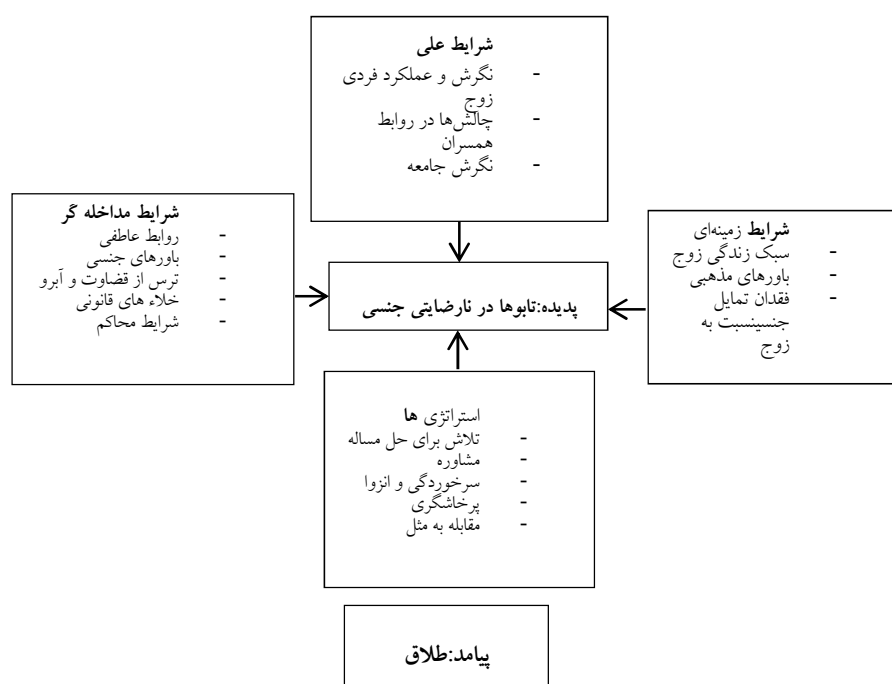 شرایط علی
- نگرش و عملکرد فردی
زوج
- چالش‌ها در روابط
همسران
- نگرش جامعه
شرایط زمینه‌ای
- سبک زندگی زوج
- باورهای مذهبی
- فقدان تمایل
جنسینسبت به
زوج
شرایط مداخله گر
- روابط عاطفی
- باورهای جنسی
- ترس از قضاوت و آبرو
- خلاء های قانونی
- شرایط محاکم
پدیده:تابوها در نارضایتی جنسی
استراتژی ها
- تلاش برای حل مساله
- مشاوره
- سرخوردگی و انزوا
- پرخاشگری
- مقابله به مثل
پیامد:طلاق